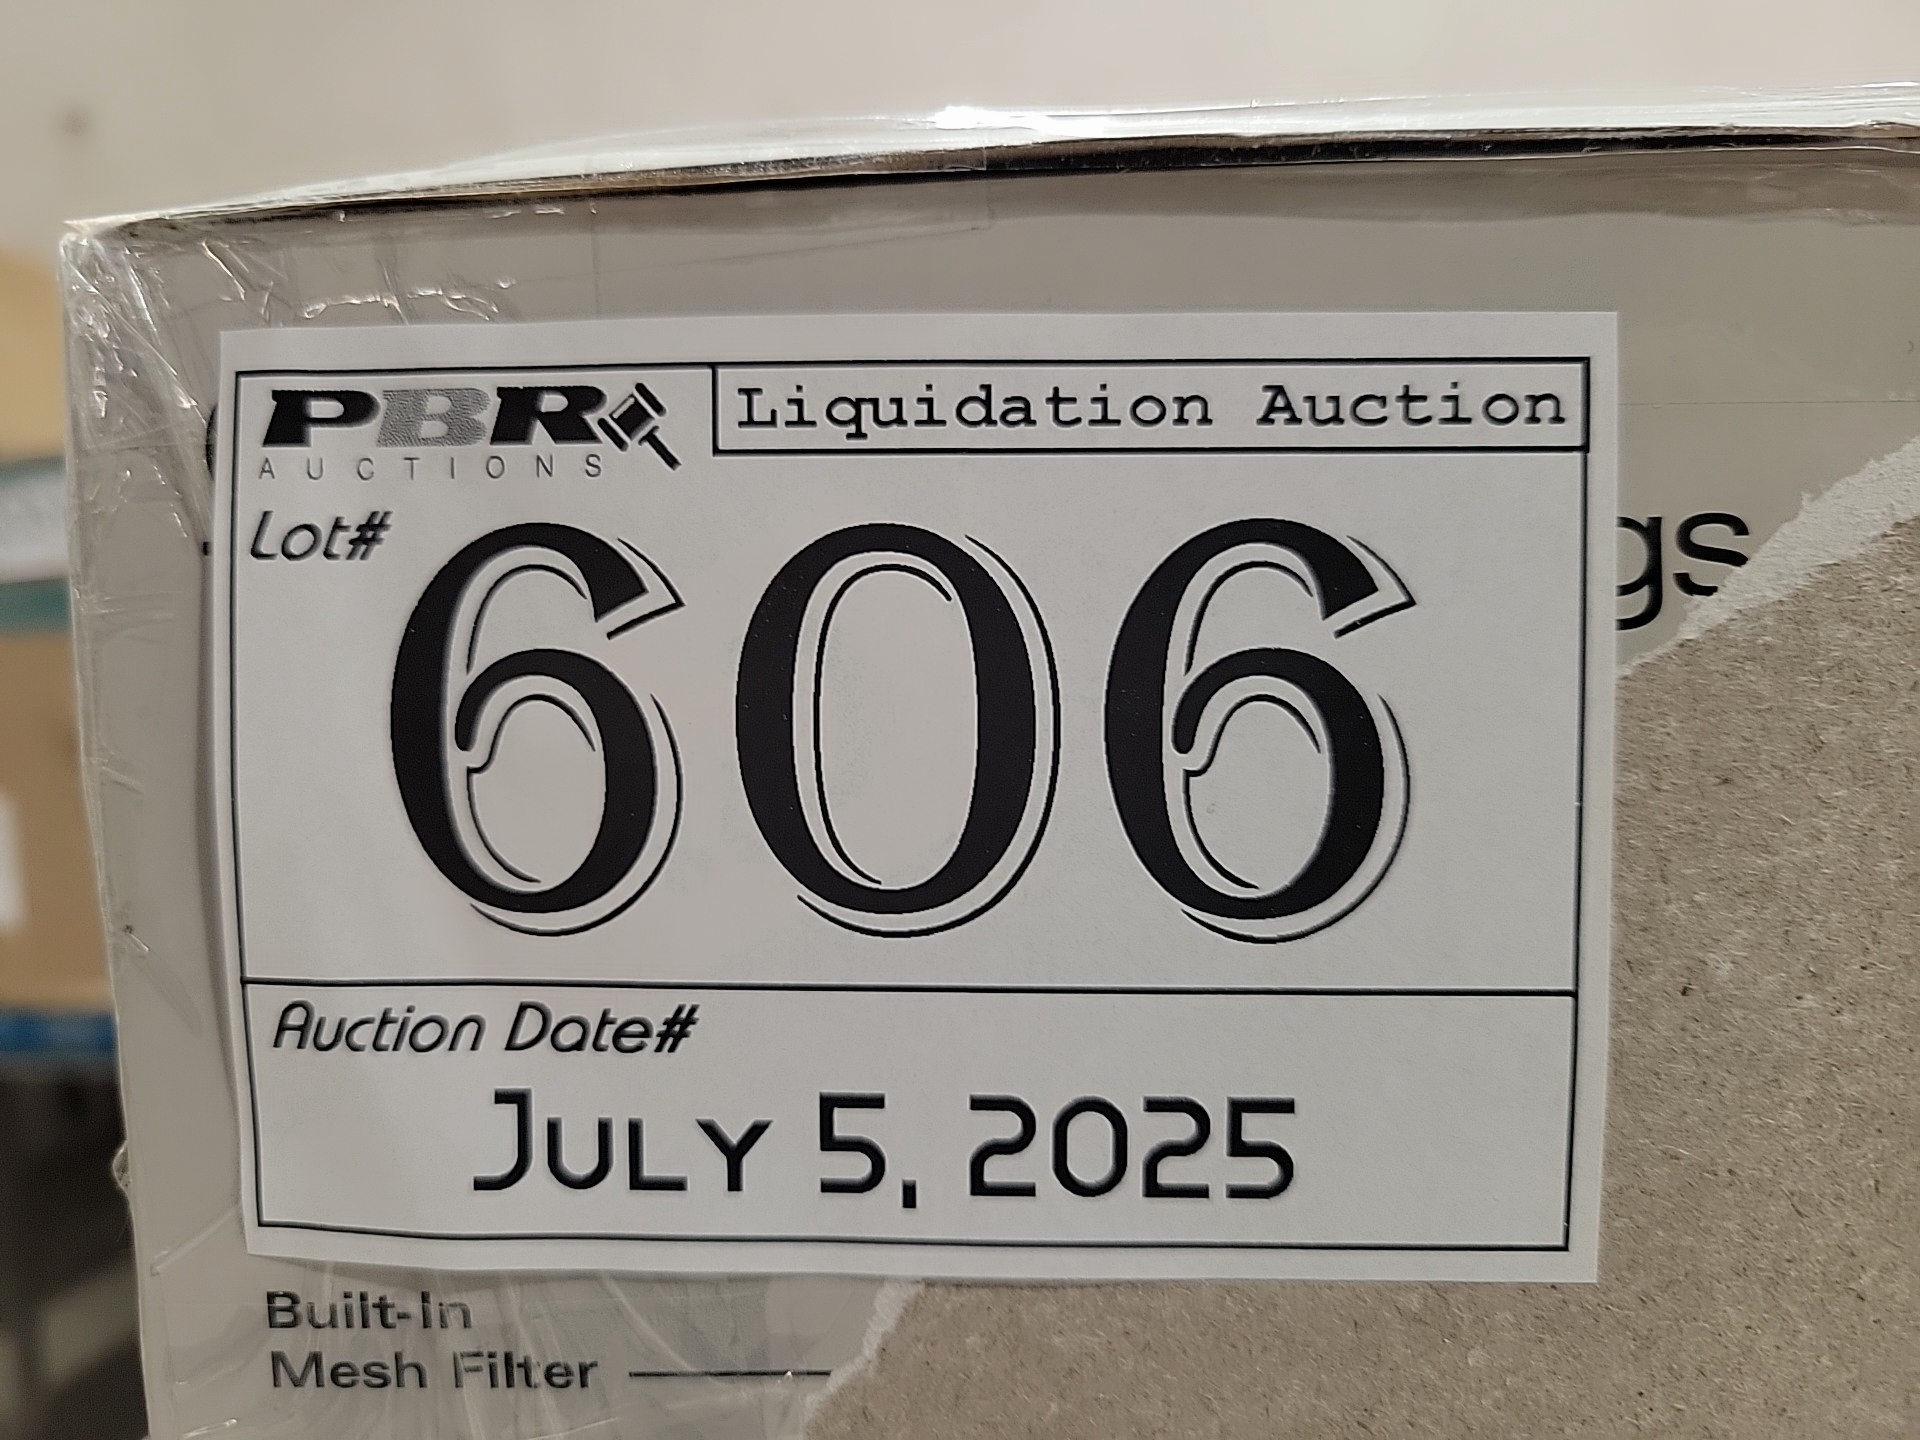 PBR
AUCTIONS
Liquidation Auction
Lot#
606
Auction Date#
July 5, 2025
Built-In
Mesh Filter